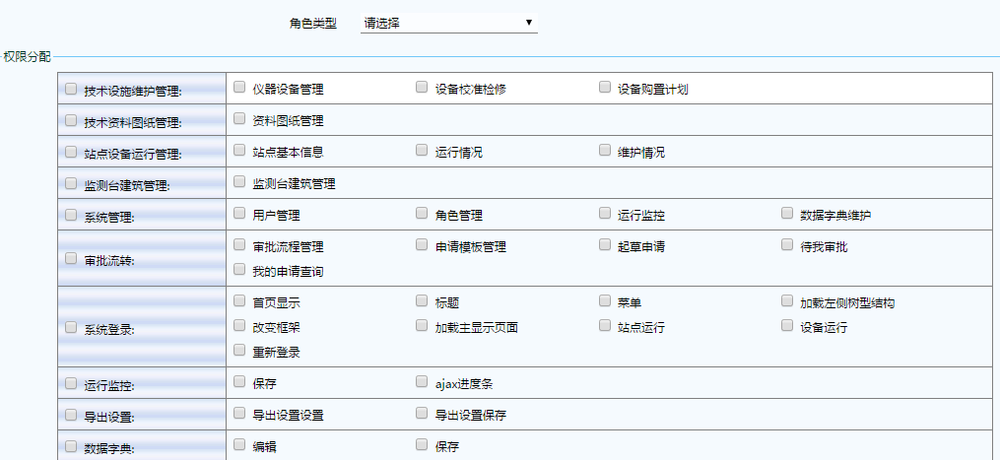 角色类型 请选择
权限分配
技术设施维护管理: 仪器设备管理 设备校准检修 设备购置计划
技术资料图纸管理: 资料图纸管理
站点设备运行管理: 站点基本信息 运行情况 维护情况
监测台建筑管理: 监测台建筑管理
系统管理: 用户管理 角色管理 运行监控 数据字典维护
审批流转: 审批流程管理 申请模板管理 起草申请 待我审批
我的申请查询
系统登录: 首页显示 标题 菜单 加载左侧树型结构
改变框架 加载主显示页面 站点运行 设备运行
重新登录
运行监控: 保存 ajax进度条
导出设置: 导出设置设置 导出设置保存
数据字典: 编辑 保存